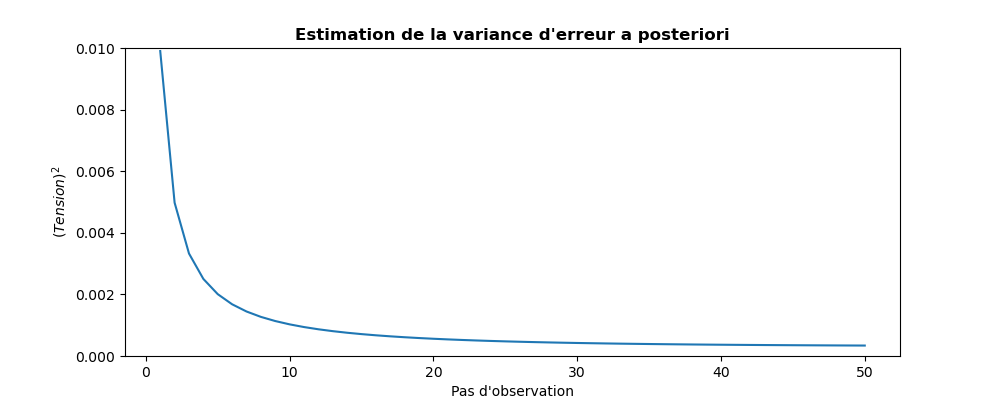 Estimation de la variance d'erreur a posteriori
0.010
0.008
0.006
0.004
0.002
0.000
(Tension)²
0 10 20 30 40 50
Pas d'observation